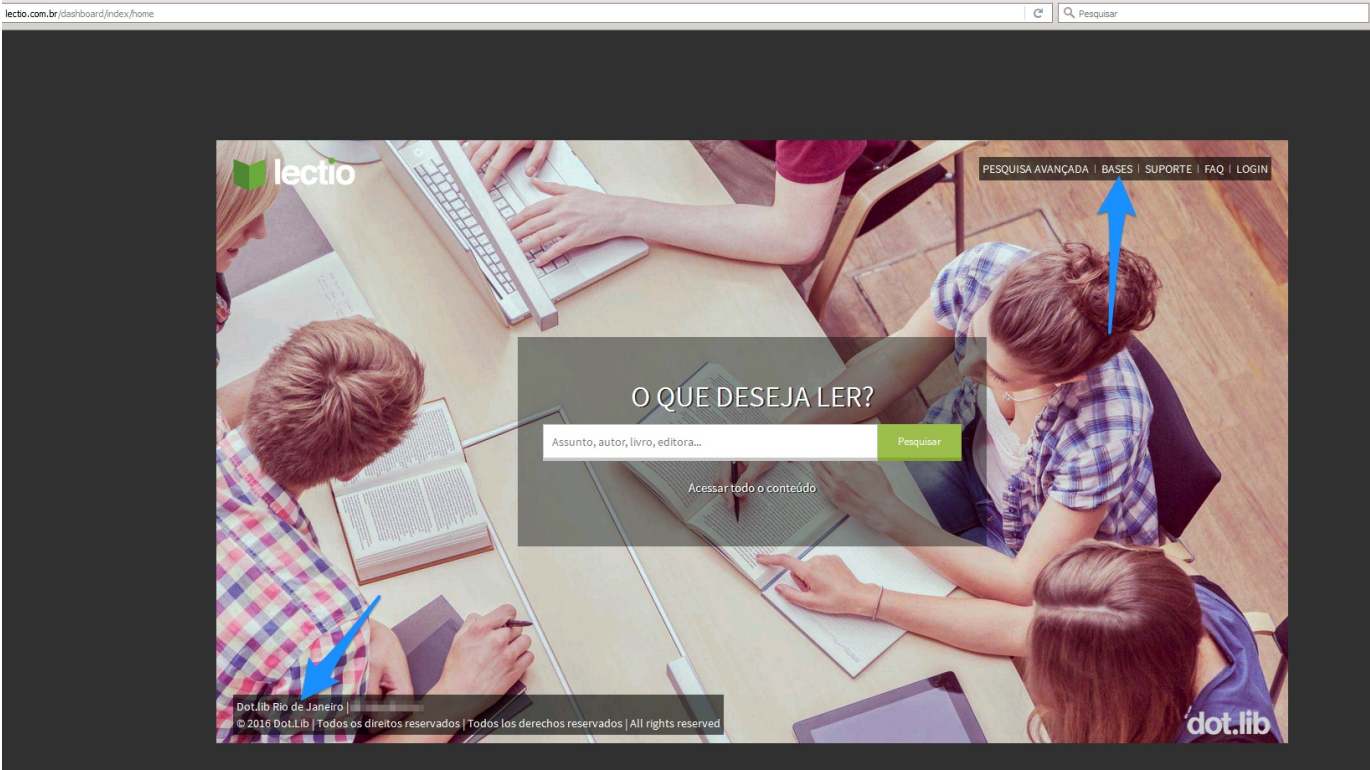 lectio.com.br/dashboard/index/home
Pesquisar
lectio
PESQUISA AVANÇADA | BASES | SUPORTE | FAQ | LOGIN
O QUE DESEJA LER?
Assunto, autor, livro, editora...
Pesquisar
Acessar todo o conteúdo
Dot.lib Rio de Janeiro |
© 2016 Dot.Lib | Todos os direitos reservados | Todos los derechos reservados | All rights reserved
dot.lib